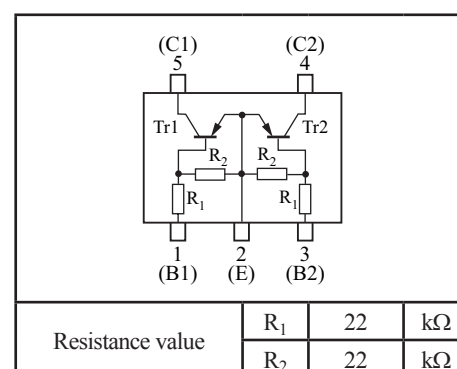 (C1) (C2)
5 4
Tr1 Tr2
R2 R2
R1 R1
1 2 3
(B1) (E) (B2)
Resistance value R1 22 kΩ
R2 22 kΩ